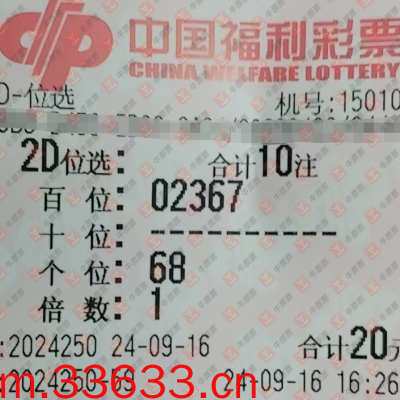 中国福利彩票
CHINA WELFARE LOTTERY
D-位选 机号:15010
2D位选: 合计10注
百 位: 02367
十 位: ----------
个 位: 68
倍 数: 1
:2024250 24-09-16 合计20元
:2024250-69 24-09-16 16:26
m.33633.cn